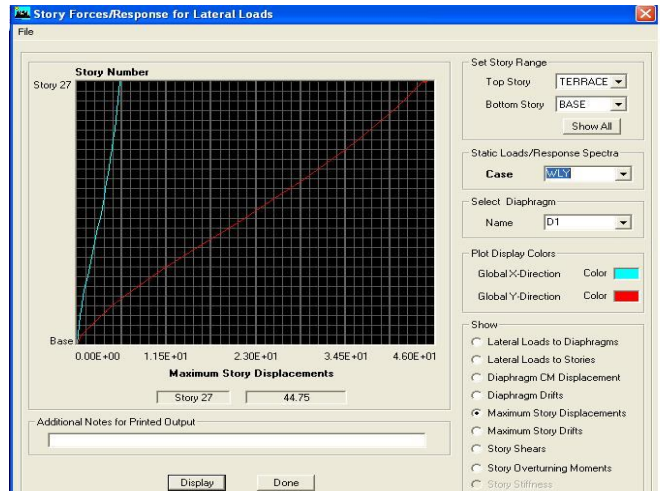 Story Forces/Response for Lateral Loads
File
Story Number
Story 27
Base
0.00E+00 1.15E+01 2.30E+01 3.45E+01 4.60E+01
Maximum Story Displacements
Story 27 44.75
Additional Notes for Printed Output
Display Done
Set Story Range
Top Story TERRACE
Bottom Story BASE
Show All
Static Loads/Response Spectra
Case WLY
Select Diaphragm
Name D1
Plot Display Colors
Global X-Direction Color
Global Y-Direction Color
Show
Lateral Loads to Diaphragms
Lateral Loads to Stories
Diaphragm CM Displacement
Diaphragm Drifts
Maximum Story Displacements
Maximum Story Drifts
Story Shears
Story Overturning Moments
Story Stiffness